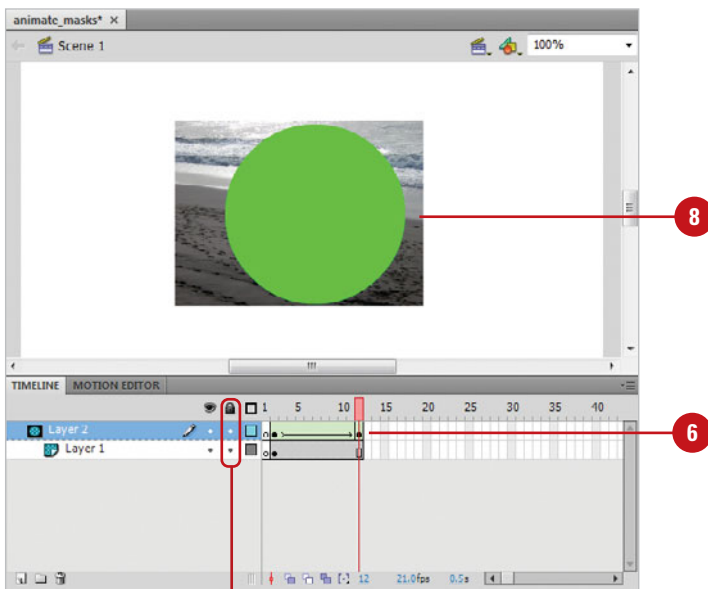 animate_masks* ×
Scene 1
100%
8
TIMELINE MOTION EDITOR
1 5 10 15 20 25 30 35 40
Layer 2
6
Layer 1
12 21.0fps 0.5s